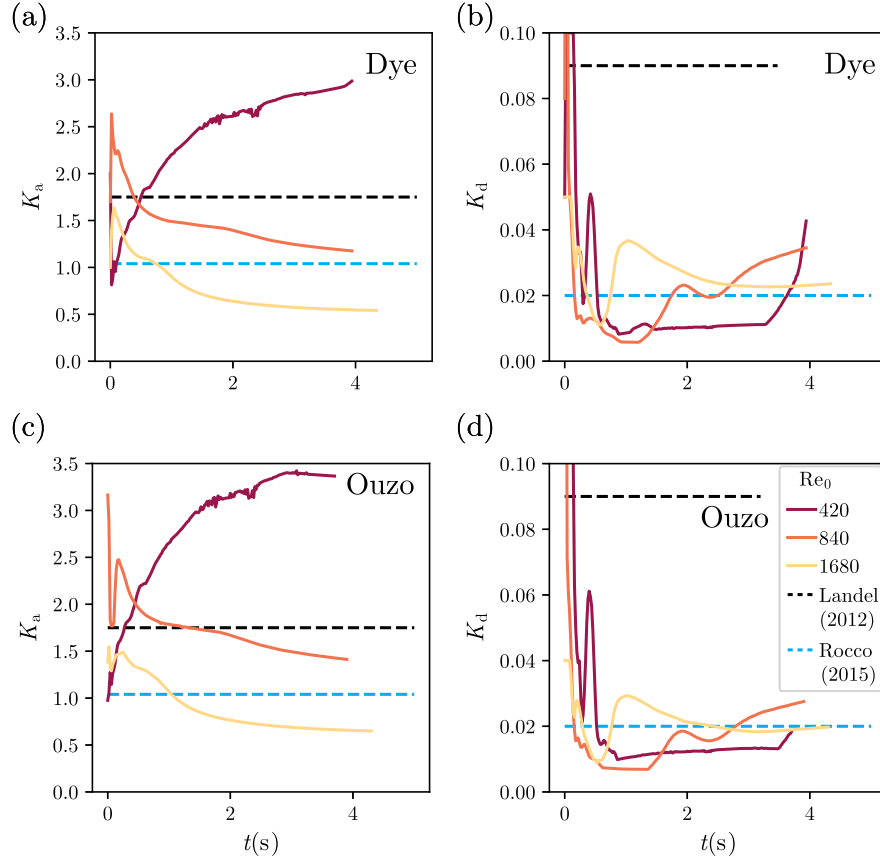 (a)
3.5
3.0
2.5
2.0
1.5
1.0
0.5
0.0
K_a
Dye
0
2
4
(b)
0.10
0.08
0.06
0.04
0.02
0.00
K_d
Dye
0
2
4
(c)
3.5
3.0
2.5
2.0
1.5
1.0
0.5
0.0
K_a
Ouzo
0
2
4
t(s)
(d)
0.10
0.08
0.06
0.04
0.02
0.00
K_d
Ouzo
Re_0
420
840
1680
Landel
(2012)
Rocco
(2015)
0
2
4
t(s)